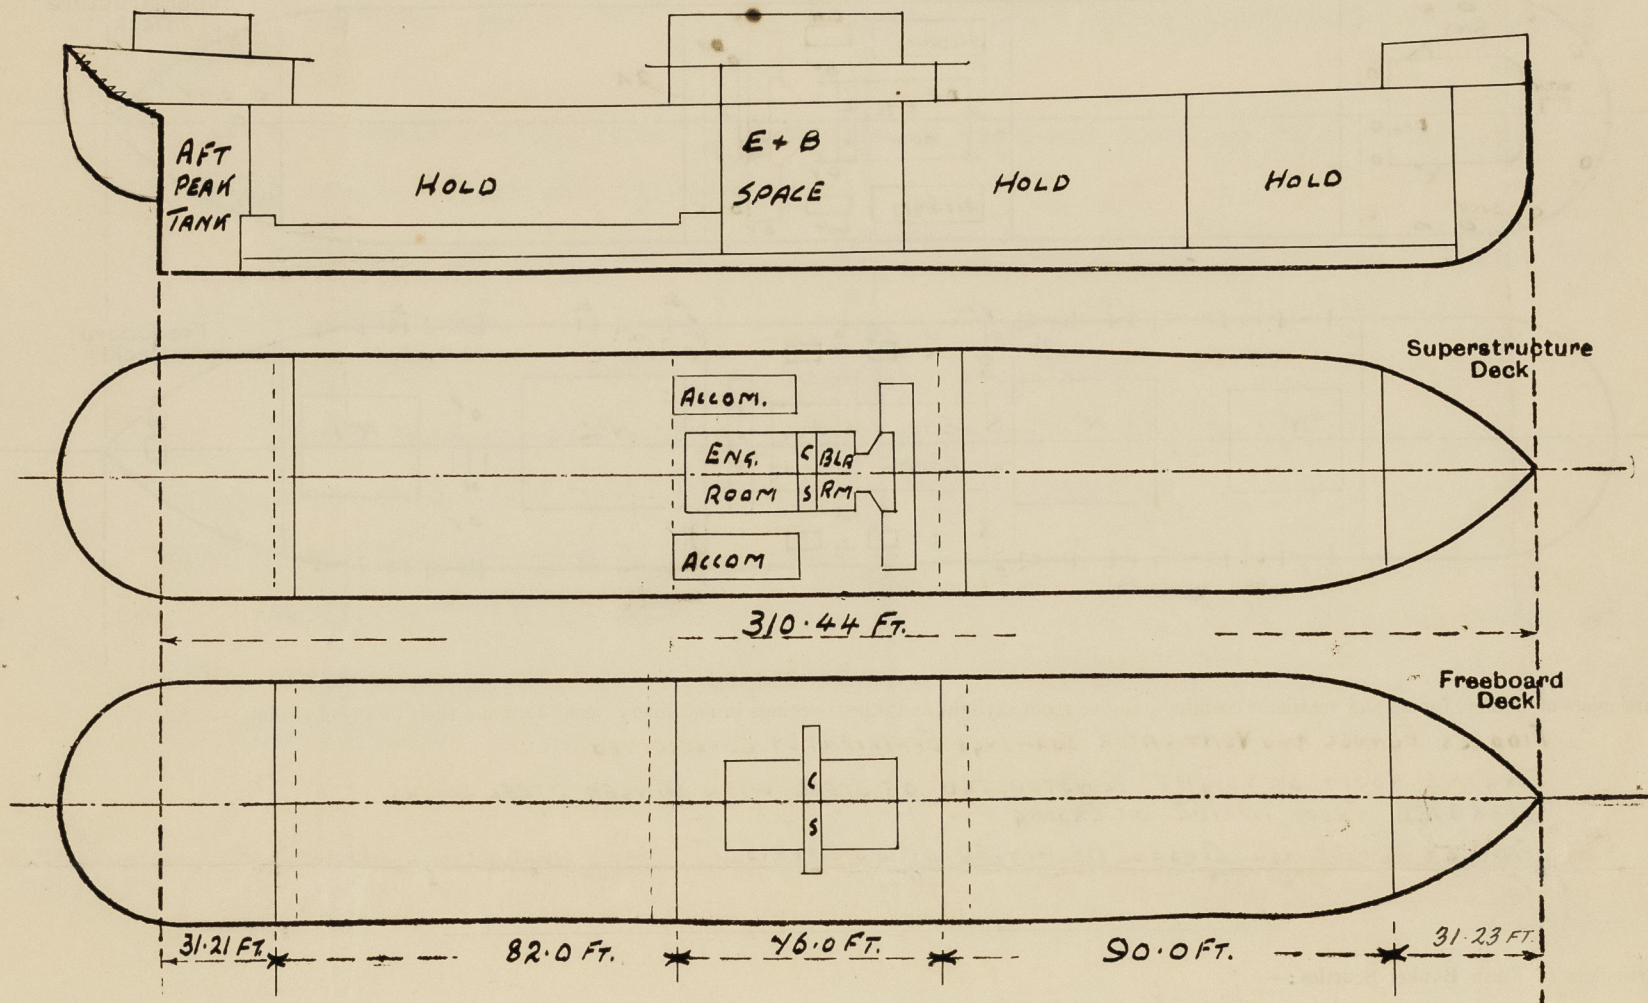 AFT
PEAK
TANK
HOLD
E + B
SPACE
HOLD
HOLD
Superstructure
Deck
ACCOM.
ENG.
ROOM
C
S
BLR
RM
ACCOM
310.44 FT.
Freeboard
Deck
C
S
31.21 FT.
82.0 FT.
76.0 FT.
90.0 FT.
31.23 FT.